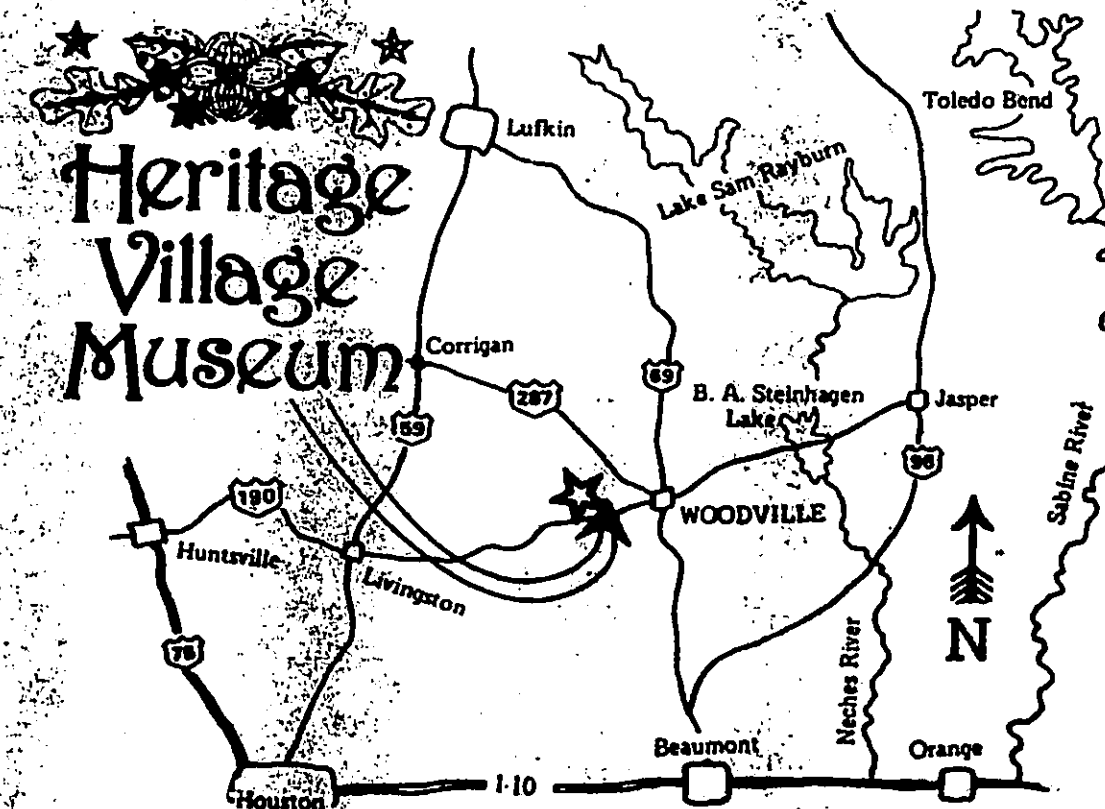 Heritage
Village
Museum
Lufkin
Toledo Bend
Lake Sam Rayburn
Corrigan
287
69
59
B. A. Steinhagen
Lake
Jasper
96
190
WOODVILLE
Sabine River
Huntsville
Livingston
75
N
Neches River
Beaumont
Orange
Houston
I-10